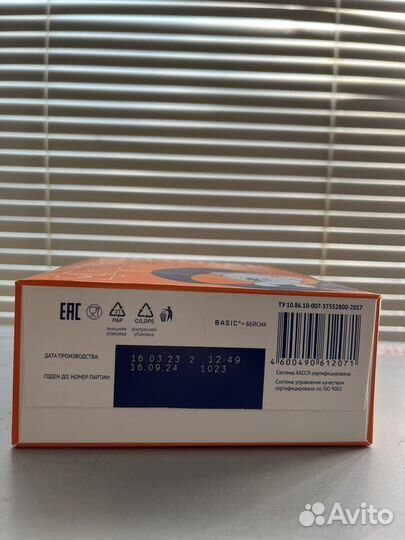 ТУ 10.86.10-007-37552800-2017
EAC
21
PAP
C/LDPE
внешняя упаковка
внутренняя упаковка
BASIC* = БЕЙСИК
ДАТА ПРОИЗВОДСТВА:
16.03.23 2 12:49
ГОДЕН ДО, НОМЕР ПАРТИИ:
16.09.24 1023
4 600490 612071
Система ХАССП сертифицирована
Система управления качеством
сертифицирована по ISO 9001
Avito